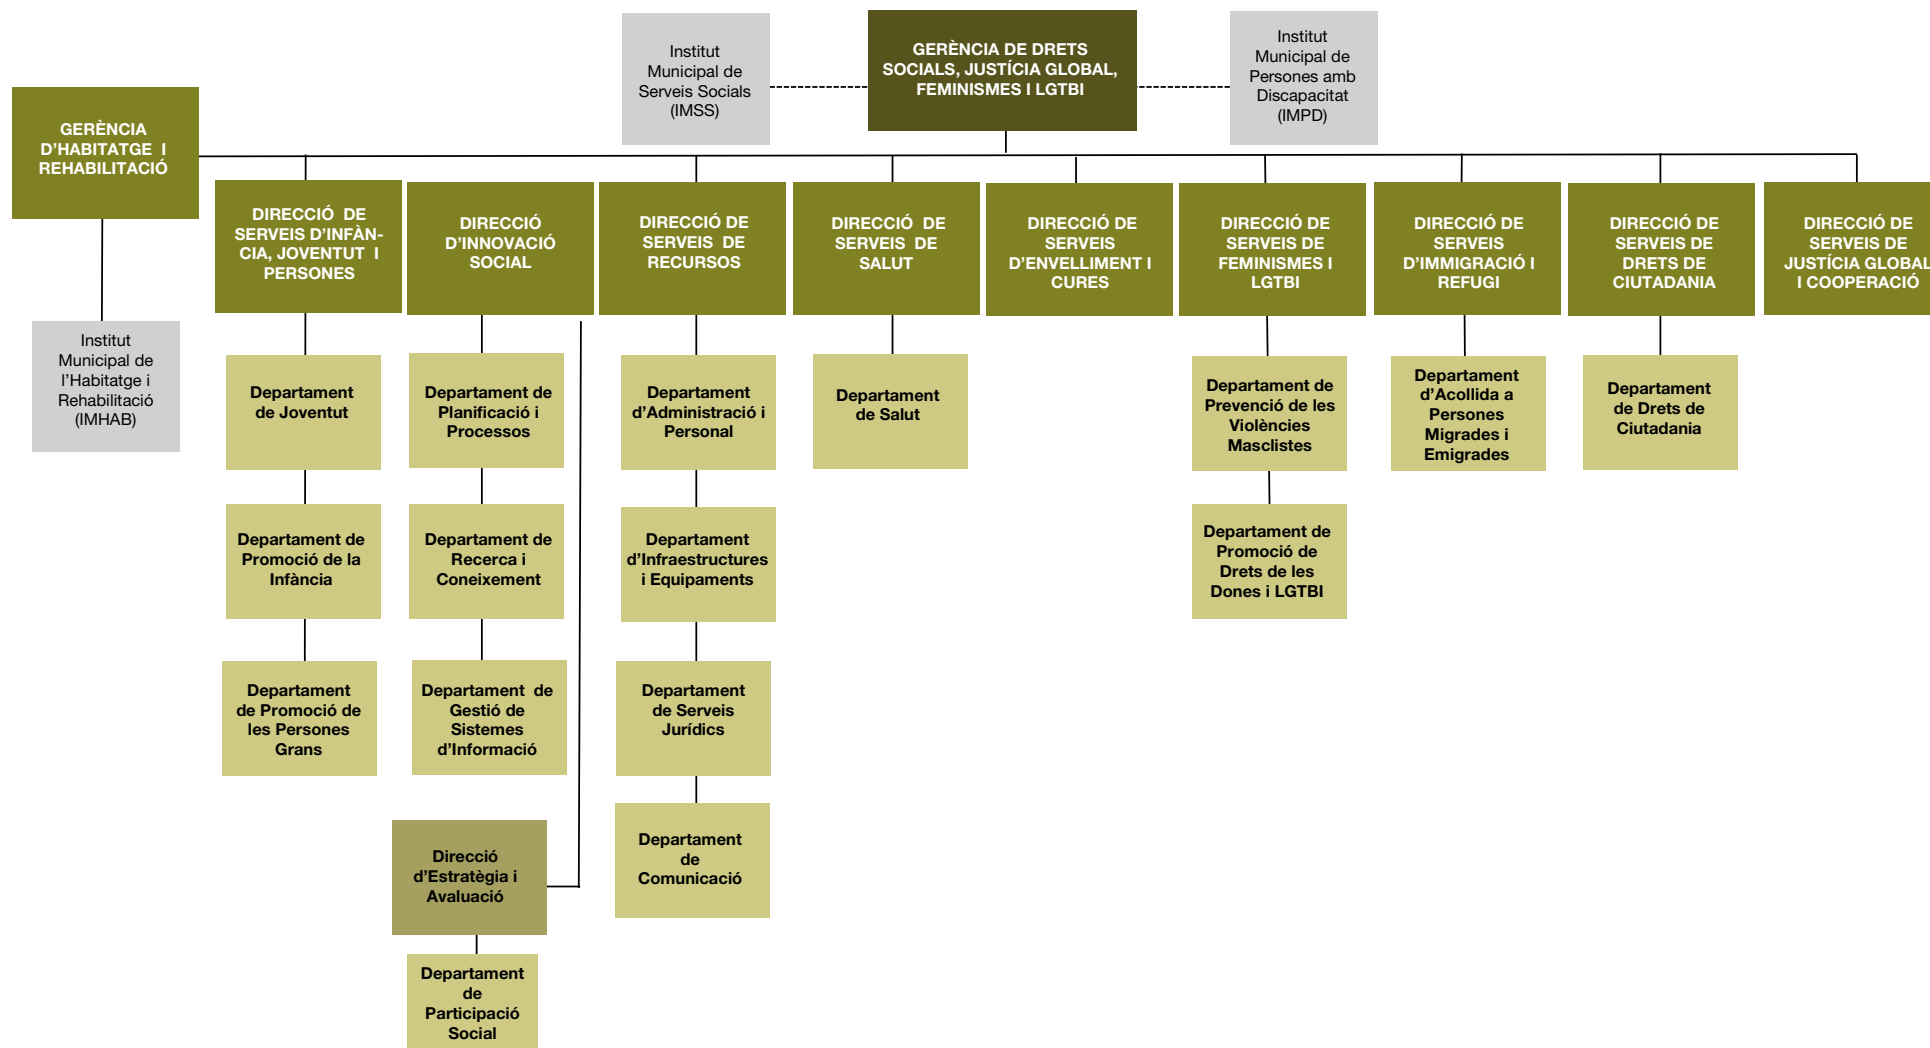 Institut
Municipal de
Serveis Socials
(IMSS)
GERÈNCIA DE DRETS
SOCIALS, JUSTÍCIA GLOBAL,
FEMINISMES I LGTBI
Institut
Municipal de
Persones amb
Discapacitat
(IMPD)
GERÈNCIA
D'HABITATGE I
REHABILITACIÓ
DIRECCIÓ DE
SERVEIS D'INFÀN-
CIA, JOVENTUT I
PERSONES
DIRECCIÓ
D'INNOVACIÓ
SOCIAL
DIRECCIÓ DE
SERVEIS DE
RECURSOS
DIRECCIÓ DE
SERVEIS DE
SALUT
DIRECCIÓ DE
SERVEIS
D'ENVELLIMENT I
CURES
DIRECCIÓ DE
SERVEIS DE
FEMINISMES I
LGTBI
DIRECCIÓ DE
SERVEIS
D'IMMIGRACIÓ I
REFUGI
DIRECCIÓ DE
SERVEIS DE
DRETS DE
CIUTADANIA
DIRECCIÓ DE
SERVEIS DE
JUSTÍCIA GLOBAL
I COOPERACIÓ
Institut
Municipal de
l'Habitatge i
Rehabilitació
(IMHAB)
Departament
de Joventut
Departament de
Planificació i
Processos
Departament
d'Administració i
Personal
Departament
de Salut
Departament de
Prevenció de les
Violències
Masclistes
Departament
d'Acollida a
Persones
Migrades i
Emigrades
Departament
de Drets de
Ciutadania
Departament de
Promoció de la
Infància
Departament de
Recerca i
Coneixement
Departament
d'Infraestructures
i Equipaments
Departament de
Promoció de
Drets de les
Dones i LGTBI
Departament
de Promoció de
les Persones
Grans
Departament de
Gestió de
Sistemes
d'Informació
Departament
de Serveis
Jurídics
Direcció
d'Estratègia i
Avaluació
Departament
de
Comunicació
Departament
de
Participació
Social